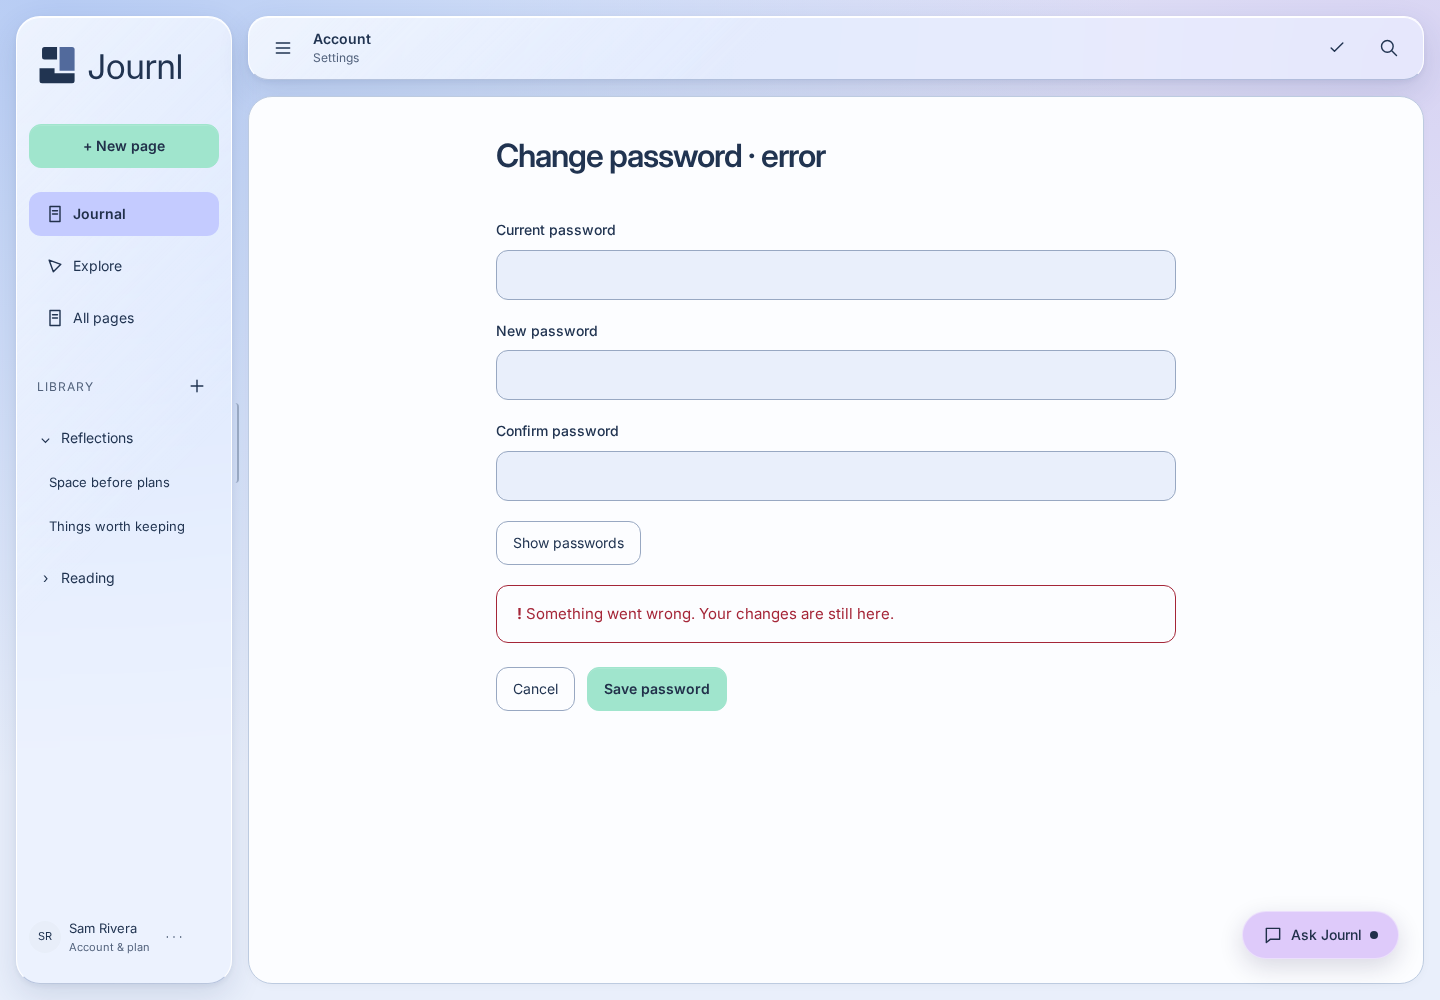 Journl
+ New page
Journal
Explore
All pages
LIBRARY
Reflections
Space before plans
Things worth keeping
Reading
SR
Sam Rivera
Account & plan
···
Account
Settings
Change password · error
Current password
New password
Confirm password
Show passwords
! Something went wrong. Your changes are still here.
Cancel
Save password
Ask Journl